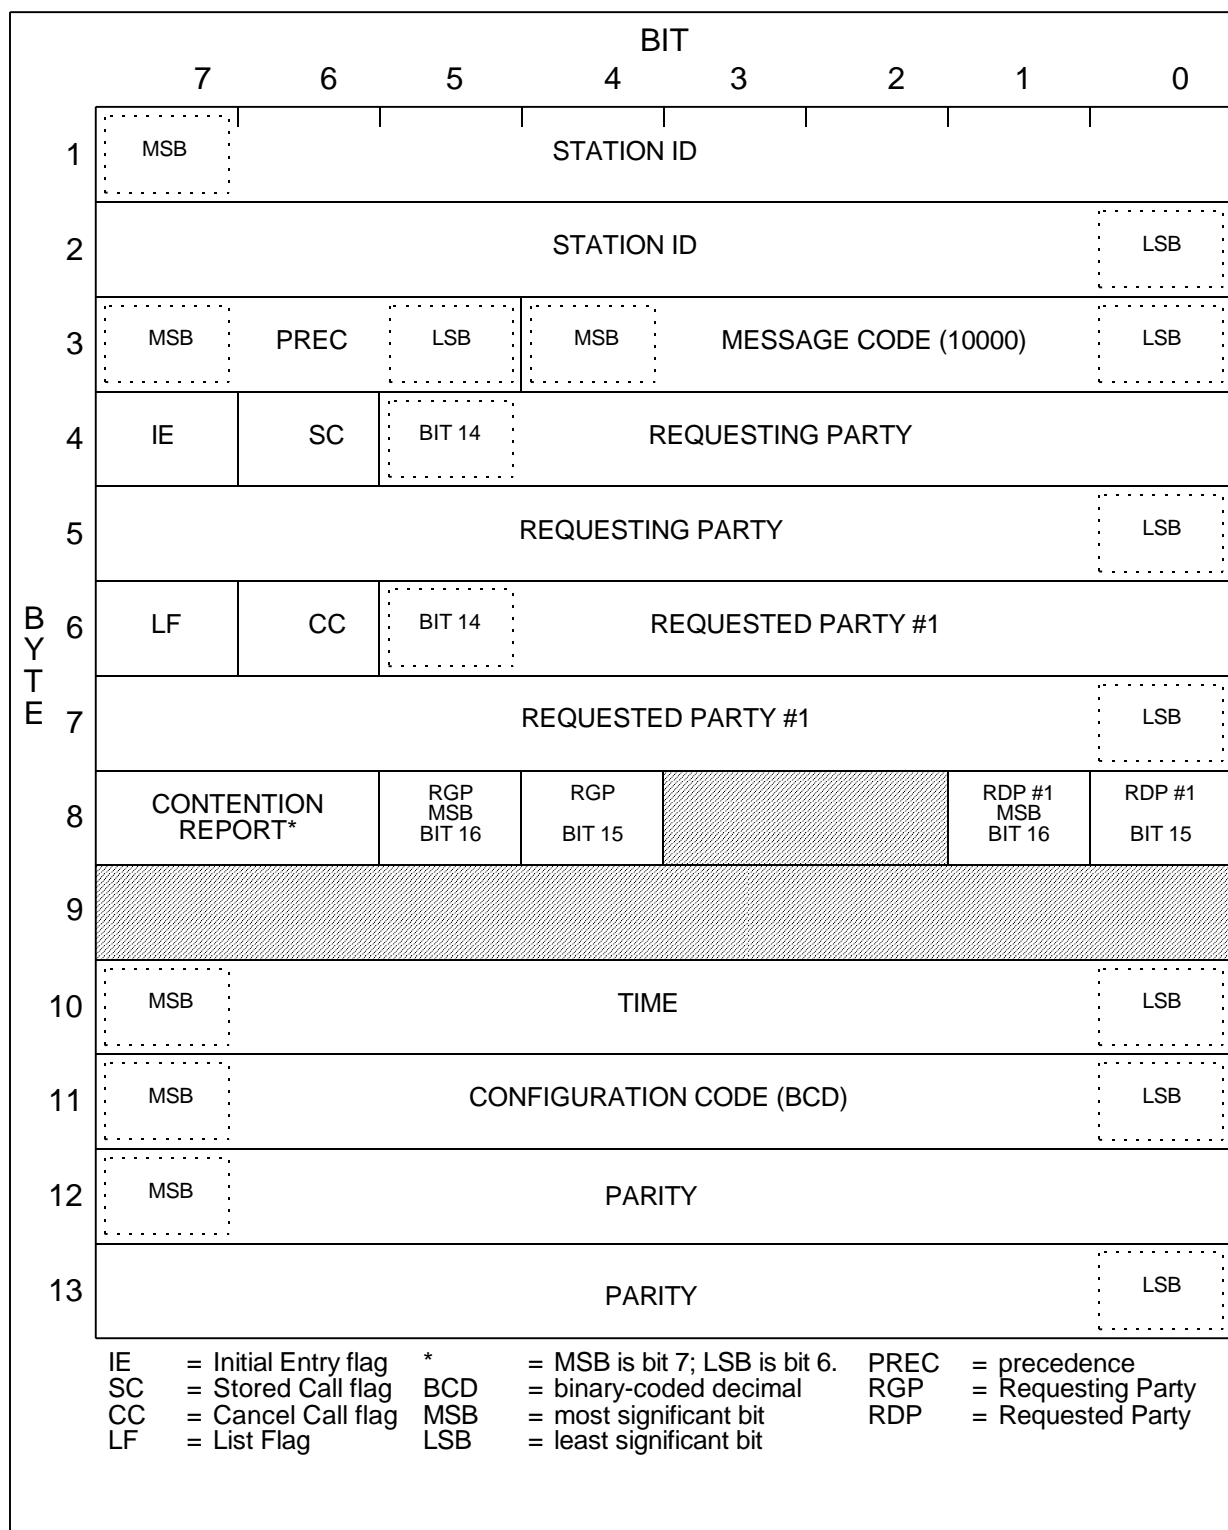 BIT
7 6 5 4 3 2 1 0
BYTE
1 MSB STATION ID
2 STATION ID LSB
3 MSB PREC LSB MSB MESSAGE CODE (10000) LSB
4 IE SC BIT 14 REQUESTING PARTY
5 REQUESTING PARTY LSB
6 LF CC BIT 14 REQUESTED PARTY #1
7 REQUESTED PARTY #1 LSB
8 CONTENTION REPORT* RGP MSB BIT 16 RGP BIT 15 RDP #1 MSB BIT 16 RDP #1 BIT 15
9
10 MSB TIME LSB
11 MSB CONFIGURATION CODE (BCD) LSB
12 MSB PARITY
13 PARITY LSB
IE = Initial Entry flag * = MSB is bit 7; LSB is bit 6. PREC = precedence
SC = Stored Call flag BCD = binary-coded decimal RGP = Requesting Party
CC = Cancel Call flag MSB = most significant bit RDP = Requested Party
LF = List Flag LSB = least significant bit